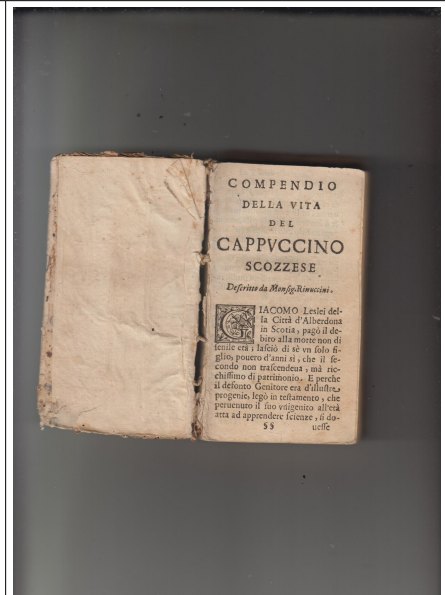 COMPENDIO
DELLA VITA
DEL
CAPPVCCINO
SCOZZESE
Descritto da Monsig. Rinuccini.
GIACOMO Leslei del-
la Città d'Alberdona
in Scotia, pagò il de-
bito alla morte non di
senile età, lasciò di sè vn solo fi-
glio, pouero d'anni sì, che il se-
condo non trascendeua, mà ric-
chissimo di patrimonio. E perche
il defonto Genitore era d'illustre
progenie, legò in testamento, che
peruenuto il suo vnigenito all'età
atta ad apprendere scienze, si do-
§§ uesse